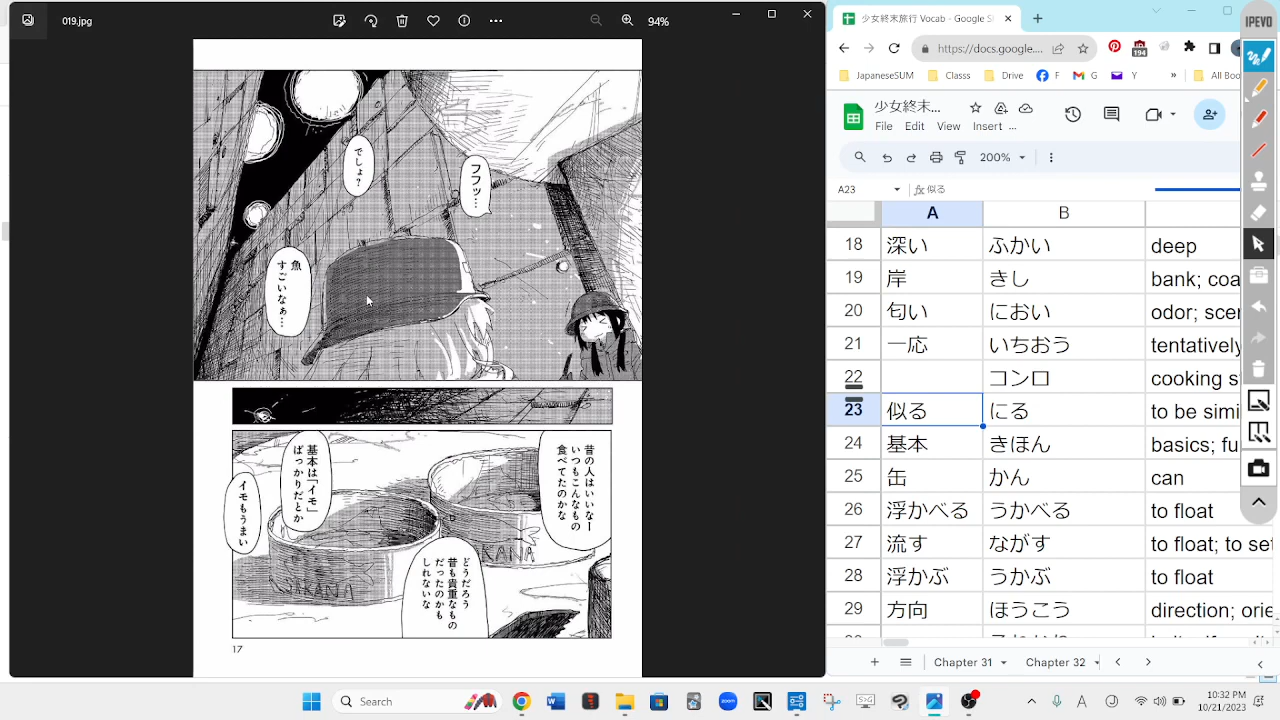 019.jpg
94%
フフッ…
でしょ?
魚
すごいなぁ…
昔の人はいいなー
いつもこんなもの
食べてたのかな
どうだろう
昔も貴重なもの
だったのかも
しれないな
基本は「イモ」
ばっかりだとか
イモもうまい
KANA
17
少女終末旅行 Vocab - Google S
https://docs.google.
194
JapaneseSUV
Class
Drive
F
G
Y
All Boo
少女終末..
File Edit View Insert ...
200%
A23
fx 似る
A B
18 深い ふかい deep
19 岸 きし bank; coa
20 匂い におい odor; scen
21 一応 いちおう tentatively
22 コンロ cooking s
23 似る にる to be simi
24 基本 きほん basics; fu
25 缶 かん can
26 浮かべる うかべる to float
27 流す ながす to float; to se
28 浮かぶ うかぶ to float
29 方向 ほうこう direction; orie
Chapter 31 Chapter 32
IPEVO
Search
zoom
10:32 PM
10/11/2023